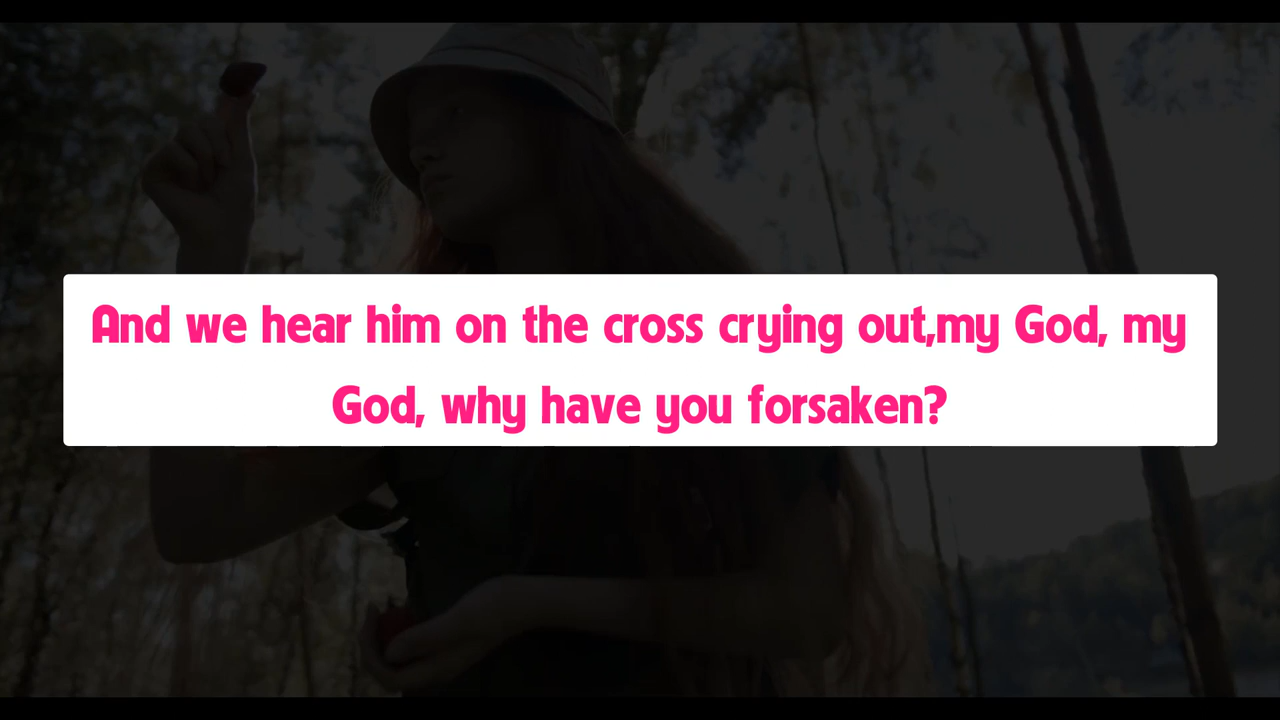 And we hear him on the cross crying out,my God, my
God, why have you forsaken?